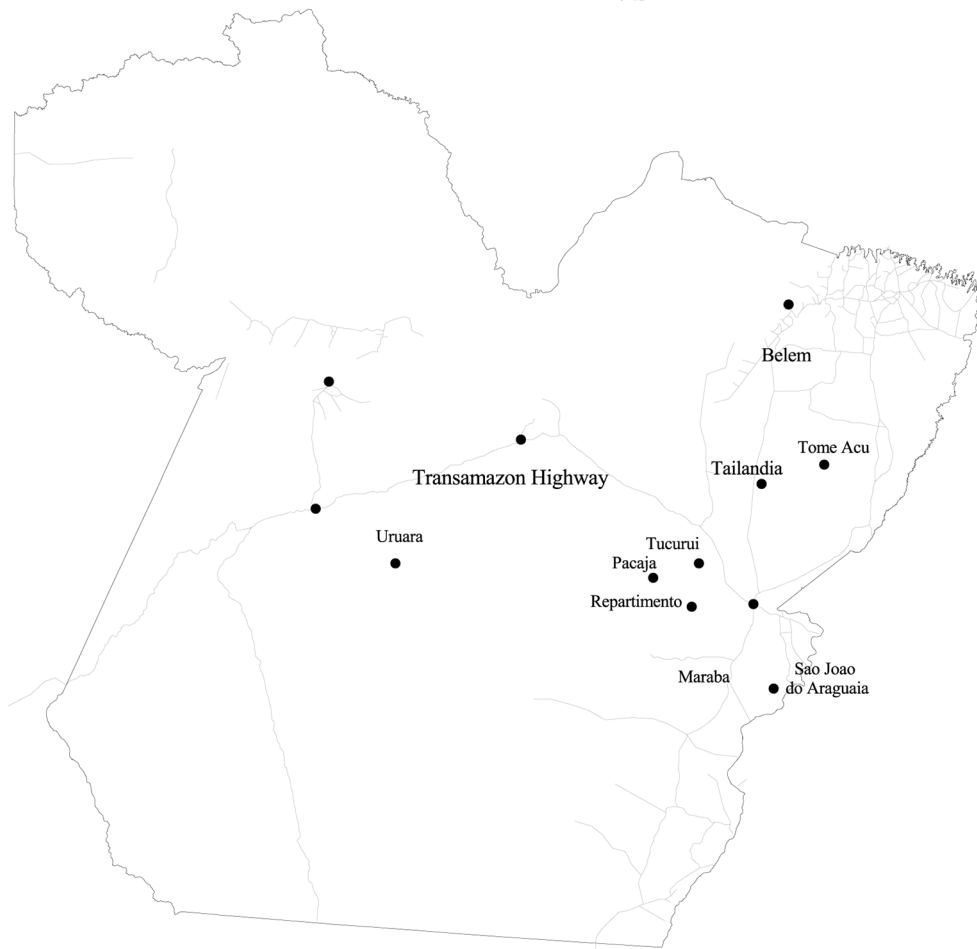 Belem
Tome Acu
Tailandia
Transamazon Highway
Uruara
Tucurui
Pacaja
Repartimento
Sao Joao
do Araguaia
Maraba